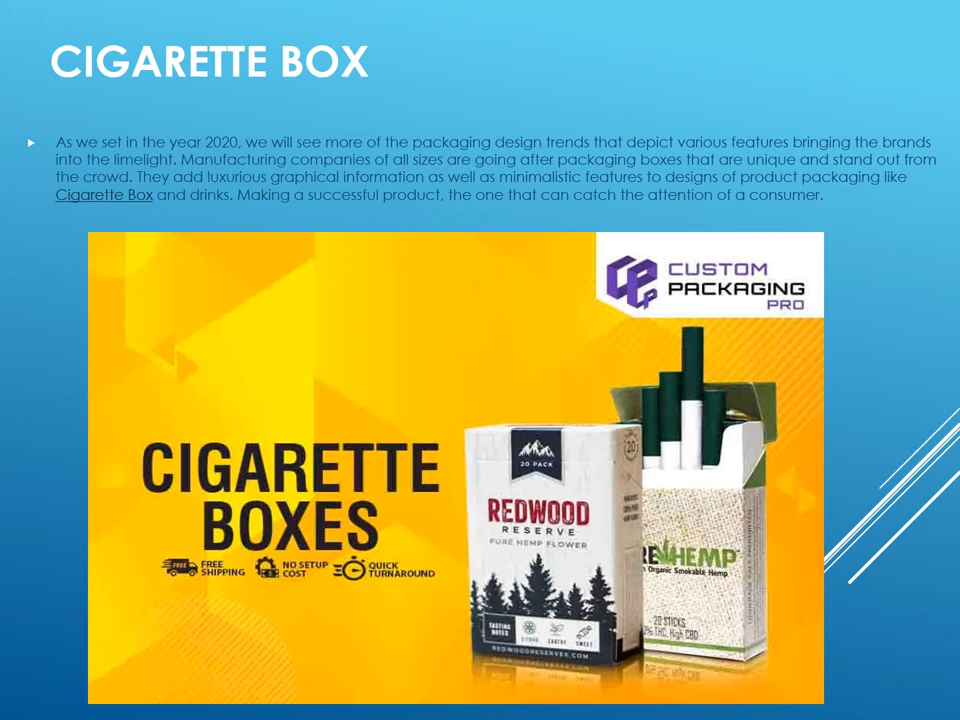 CIGARETTE BOX
As we set in the year 2020, we will see more of the packaging design trends that depict various features bringing the brands
into the limelight. Manufacturing companies of all sizes are going after packaging boxes that are unique and stand out from
the crowd. They add luxurious graphical information as well as minimalistic features to designs of product packaging like
Cigarette Box and drinks. Making a successful product, the one that can catch the attention of a consumer.
CUSTOM
PACKAGING
PRO
CIGARETTE
BOXES
FREE
FREE
SHIPPING
NO SETUP
COST
QUICK
TURNAROUND
20 PACK
REDWOOD
RESERVE
PURE HEMP FLOWER
TASTING
NOTES
CITRUS
EARTHY
SWEET
REDWOODRESERVES.COM
20
REHEMP
Organic Smokable Hemp
20 STICKS
THC, High CBD